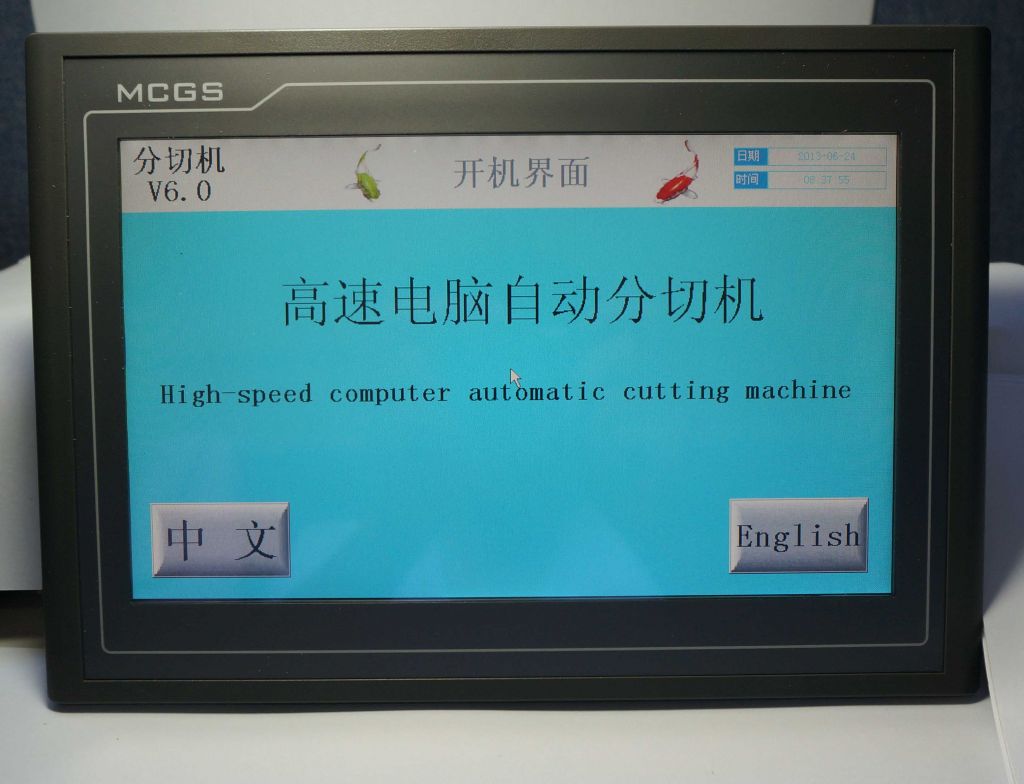 MCGS
分切机
V6.0
开机界面
日期 2013-06-24
时间 08:37:55
高速电脑自动分切机
High-speed computer automatic cutting machine
中 文
English